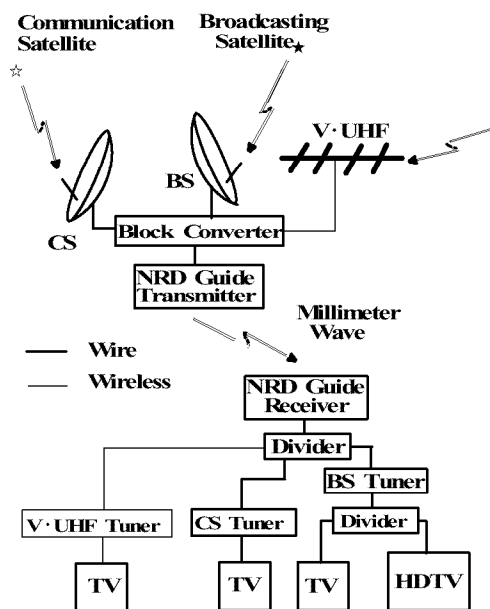 Communication
Satellite
Broadcasting
Satellite
V·UHF
BS
CS
Block Converter
NRD Guide
Transmitter
Millimeter
Wave
Wire
Wireless
NRD Guide
Receiver
Divider
BS Tuner
V·UHF Tuner
CS Tuner
Divider
TV
TV
TV
HDTV